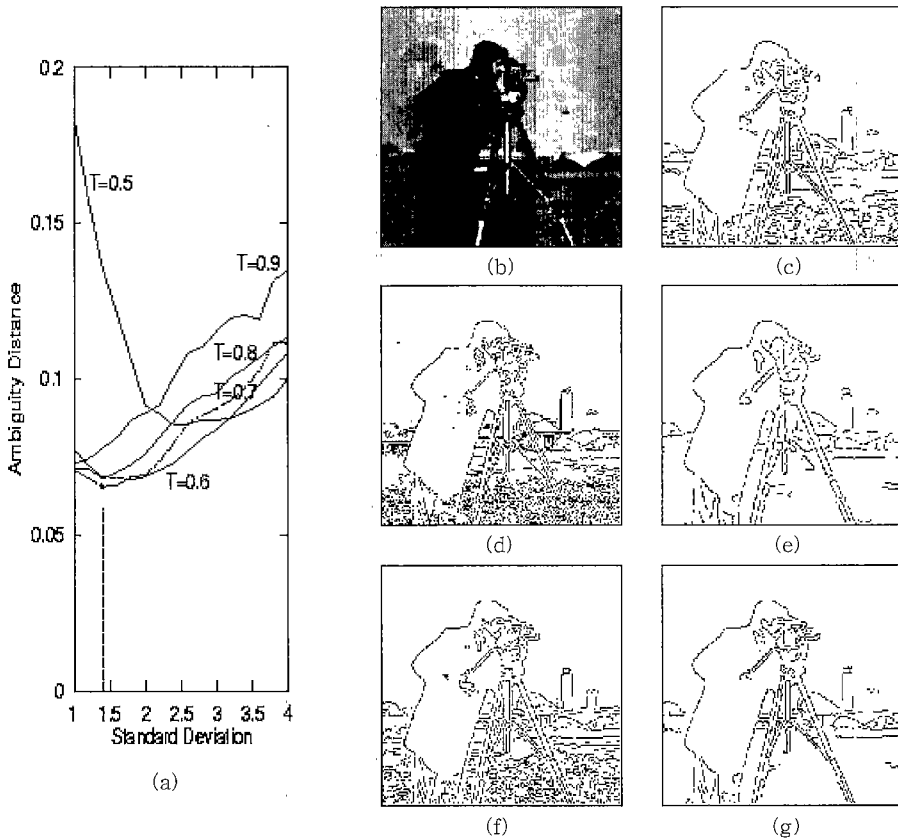 0.2
T=0.5
0.15
T=0.9
T=0.8
0.1
T=0.7
T=0.6
0.05
0
Ambiguity Distance
1 1.5 2 2.5 3 3.5 4
Standard Deviation
(a)
(b)
(c)
(d)
(e)
(f)
(g)